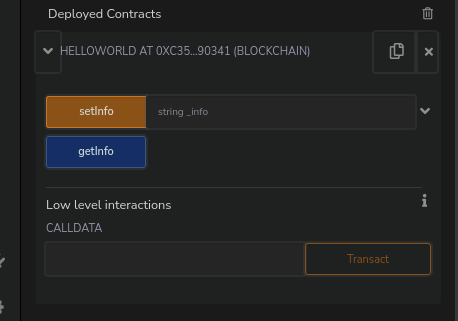 Deployed Contracts
HELLOWORLD AT 0XC35...90341 (BLOCKCHAIN)
setInfo
string _info
getInfo
Low level interactions
CALLDATA
Transact